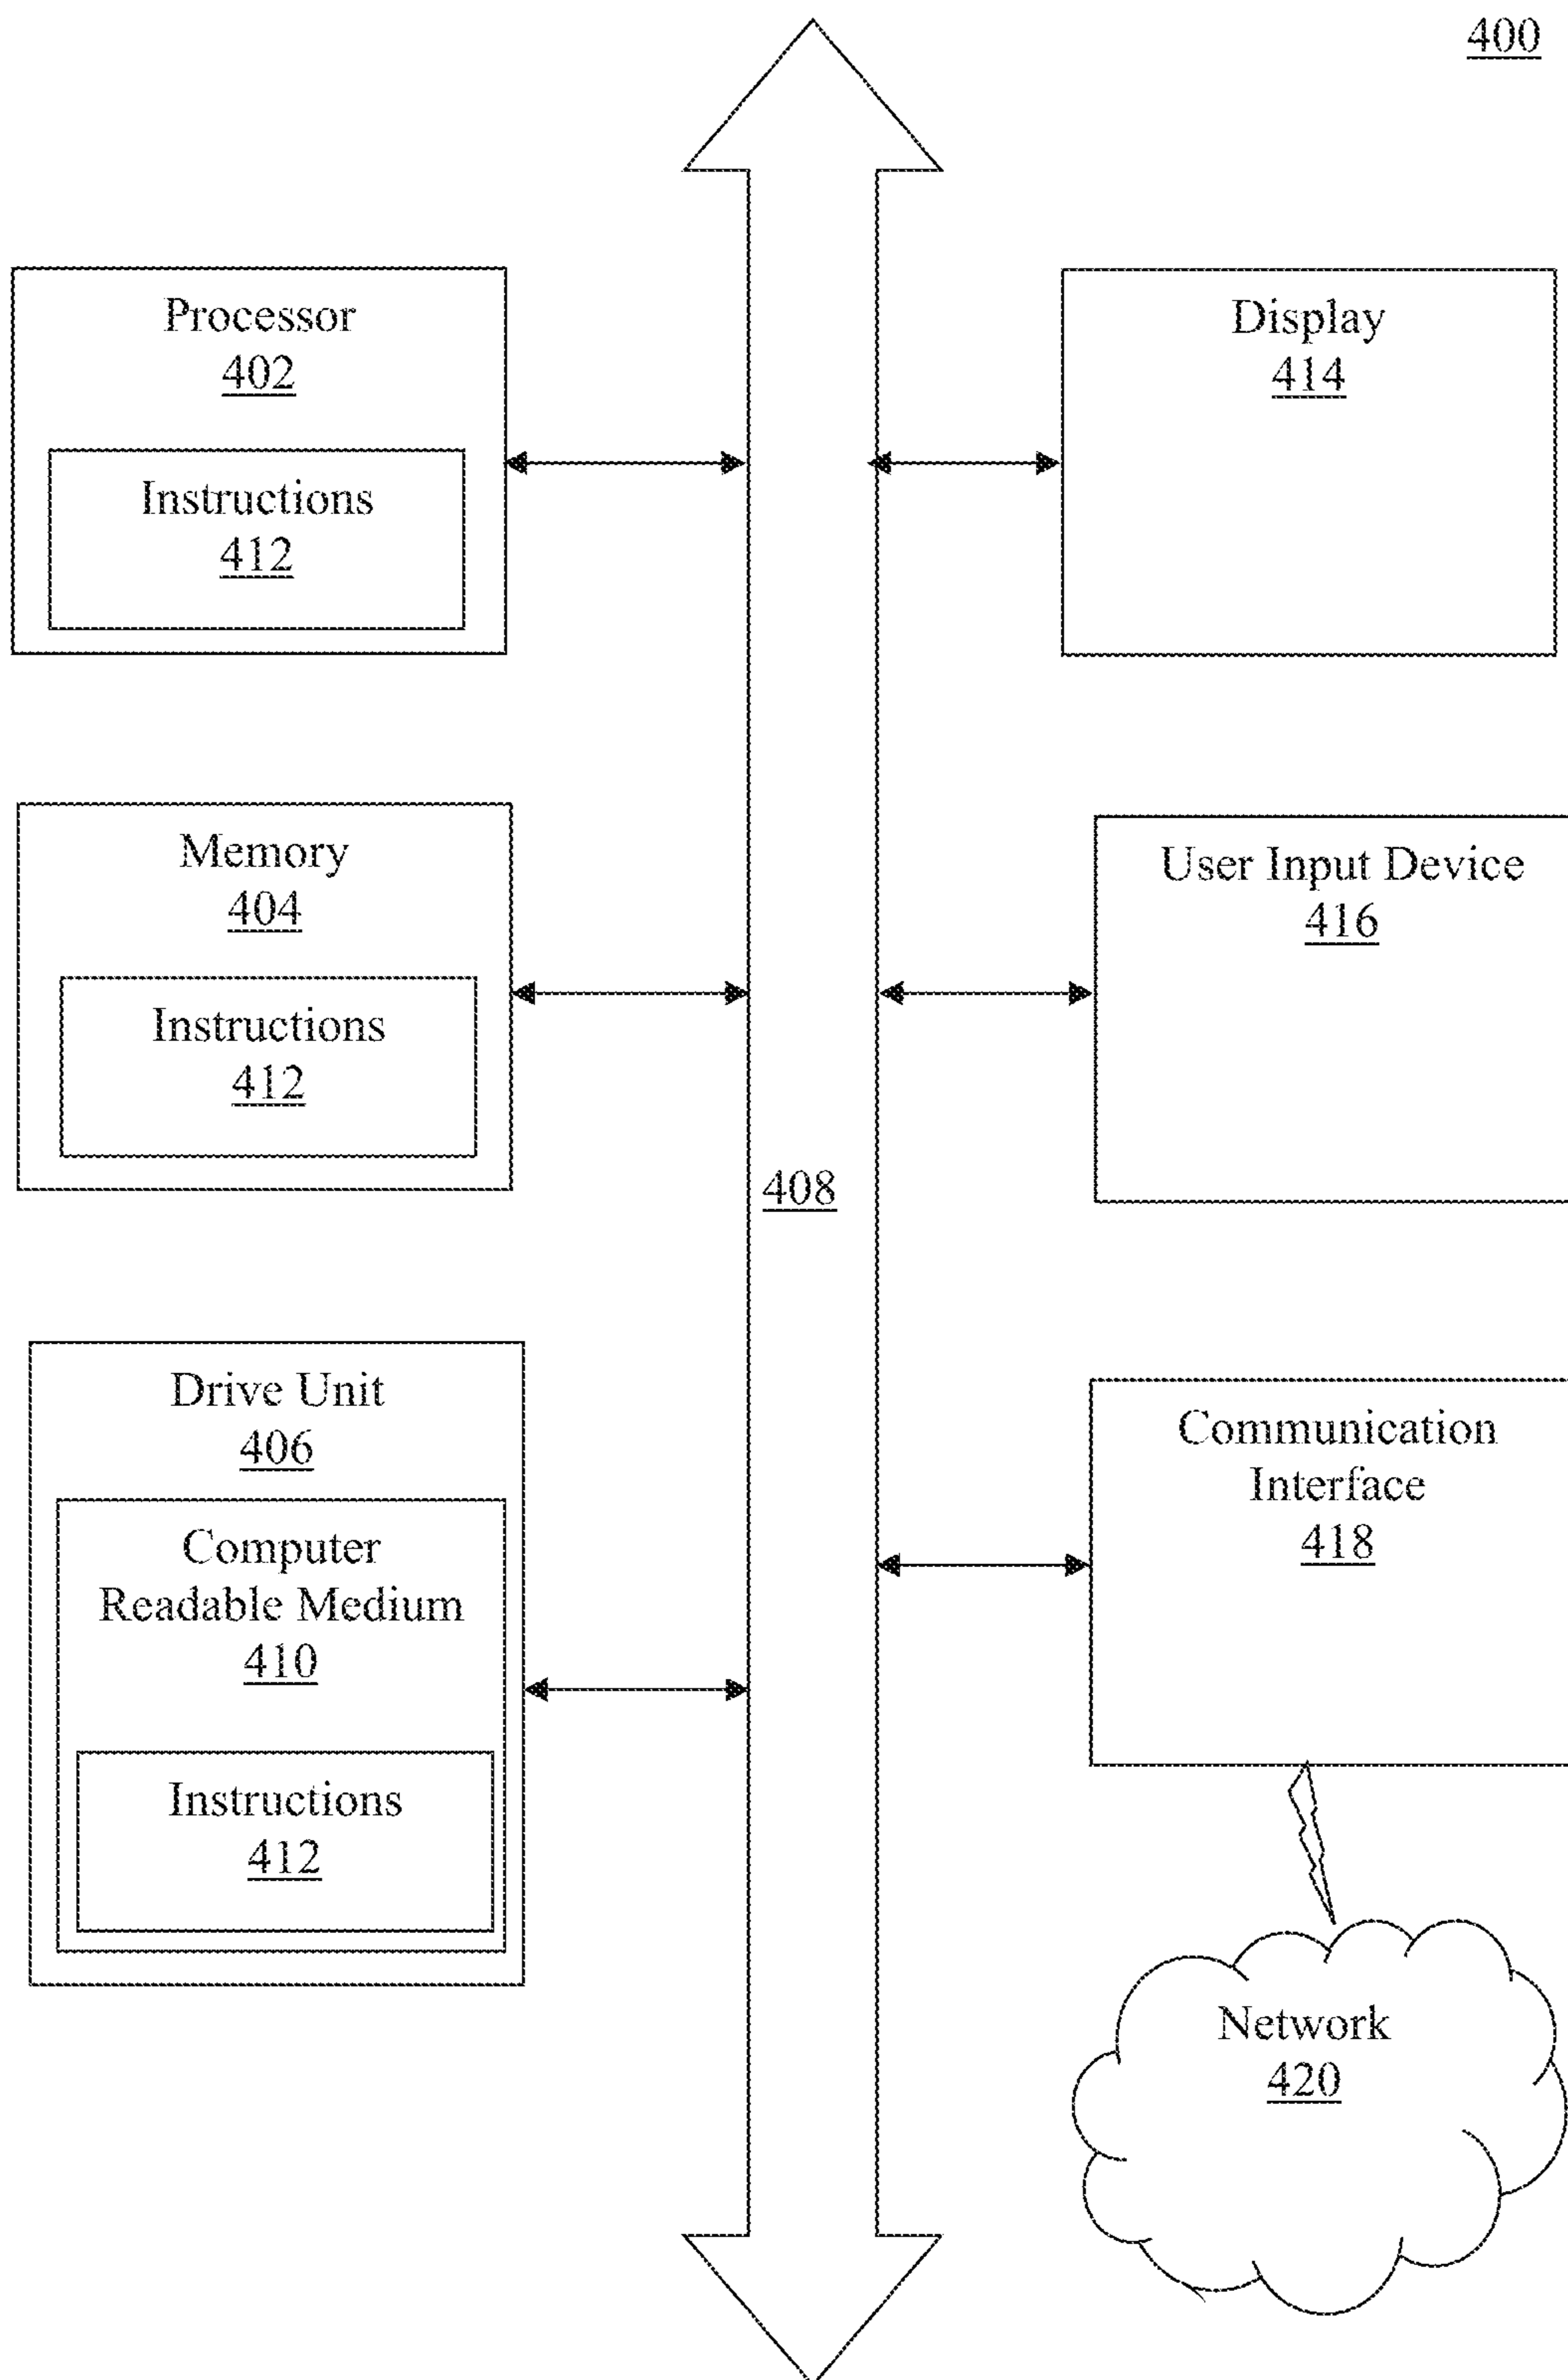 400
Processor
402
Instructions
412
Memory
404
Instructions
412
Drive Unit
406
Computer
Readable Medium
410
Instructions
412
408
Display
414
User Input Device
416
Communication
Interface
418
Network
420